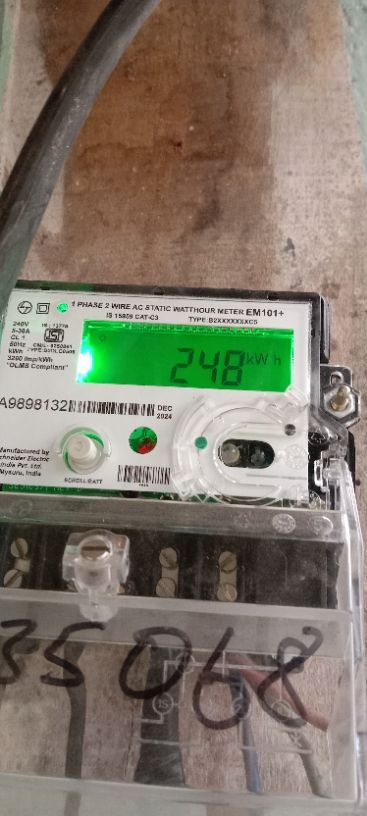 1 PHASE 2 WIRE AC STATIC WATTHOUR METER EM101+
IS 15959 CAT-C3 TYPE-B2XXXXXXXC5
240V
5-30A
CL 1
50Hz
kWh
3200 imp/kWh
"DLMS Compliant"
IS : 13779
248 kWh
A9898132
DEC
2024
Manufactured by
Schneider Electric
India Pvt. Ltd.
Mysuru, India
SCROLL/BATT
35068